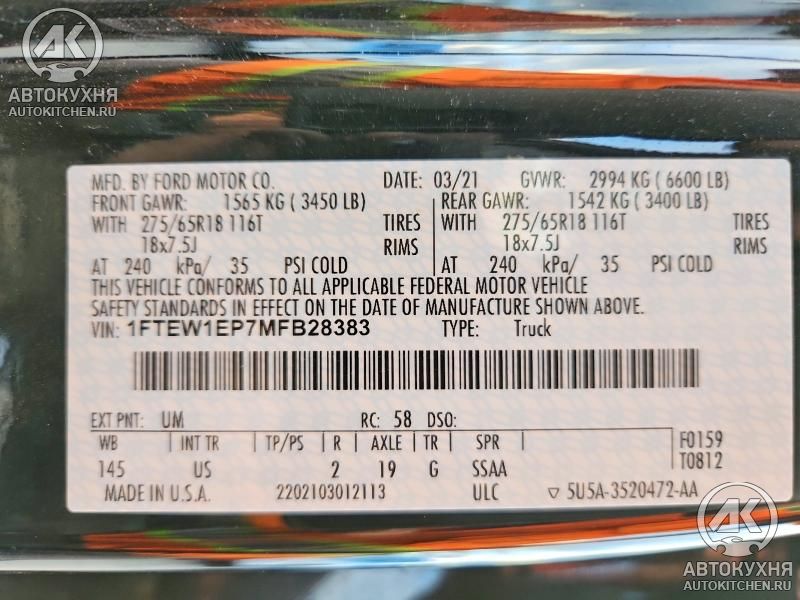 АК
АВТОКУХНЯ
AUTOKITCHEN.RU
MFD. BY FORD MOTOR CO. DATE: 03/21 GVWR: 2994 KG ( 6600 LB)
FRONT GAWR: 1565 KG ( 3450 LB) REAR GAWR: 1542 KG ( 3400 LB)
WITH 275/65R18 116T TIRES WITH 275/65R18 116T TIRES
18x7.5J RIMS 18x7.5J RIMS
AT 240 kPa/ 35 PSI COLD AT 240 kPa/ 35 PSI COLD
THIS VEHICLE CONFORMS TO ALL APPLICABLE FEDERAL MOTOR VEHICLE
SAFETY STANDARDS IN EFFECT ON THE DATE OF MANUFACTURE SHOWN ABOVE.
VIN: 1FTEW1EP7MFB28383 TYPE: Truck
EXT PNT: UM RC: 58 DSO:
WB INT TR TP/PS R AXLE TR SPR F0159
145 US 2 19 G SSAA T0812
MADE IN U.S.A. 2202103012113 ULC ▽ 5U5A-3520472-AA
АК
АВТОКУХНЯ
AUTOKITCHEN.RU